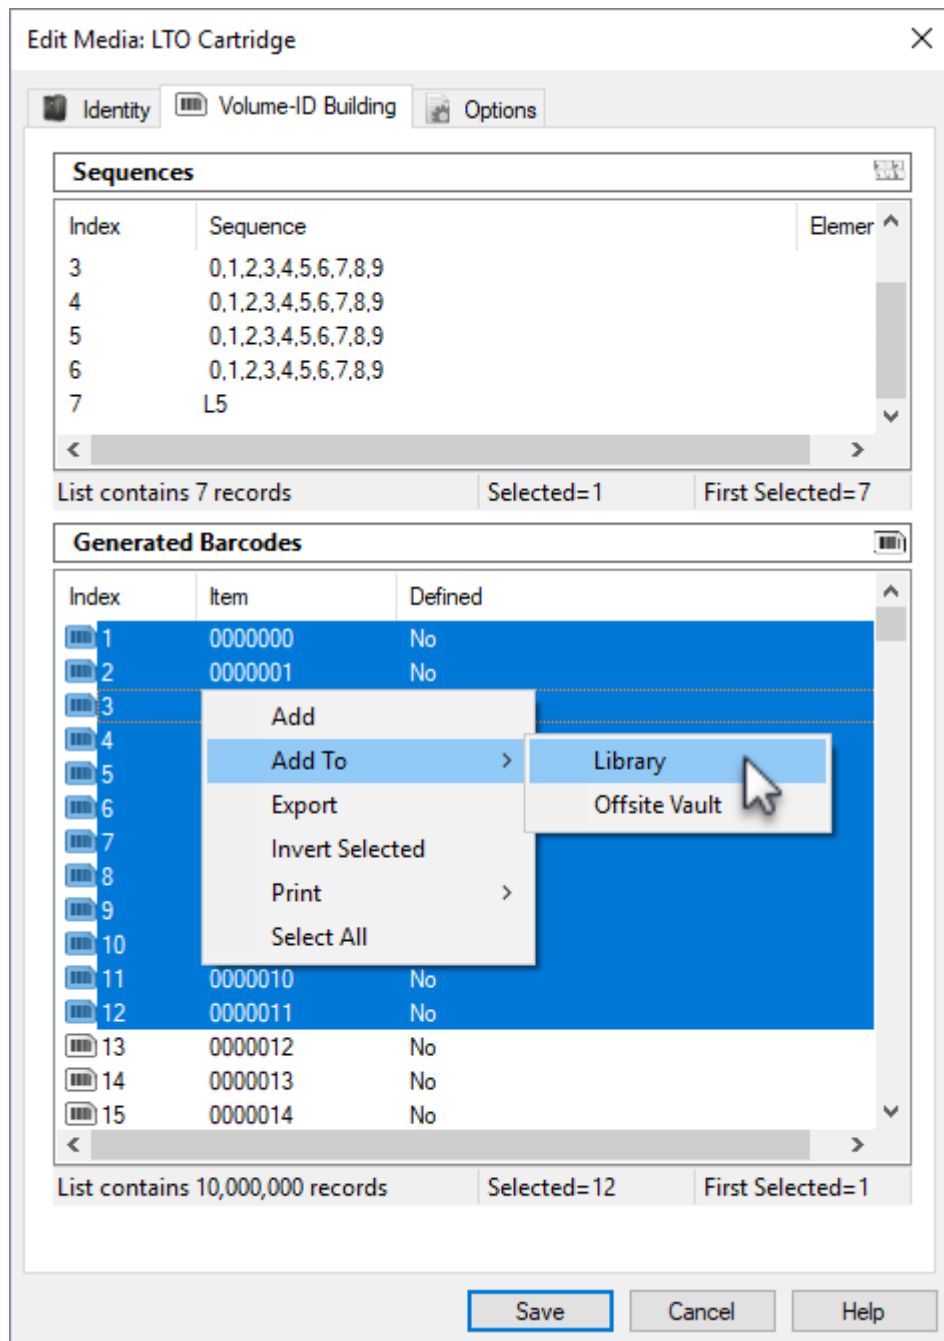 Edit Media: LTO Cartridge
Identity Volume-ID Building Options
Sequences
Index Sequence Elemer
3 0,1,2,3,4,5,6,7,8,9
4 0,1,2,3,4,5,6,7,8,9
5 0,1,2,3,4,5,6,7,8,9
6 0,1,2,3,4,5,6,7,8,9
7 L5
List contains 7 records Selected=1 First Selected=7
Generated Barcodes
Index Item Defined
1 0000000 No
2 0000001 No
3
4
5
6
7
8
9
10
11 0000010 No
12 0000011 No
13 0000012 No
14 0000013 No
15 0000014 No
Add
Add To
Export
Invert Selected
Print
Select All
Library
Offsite Vault
List contains 10,000,000 records Selected=12 First Selected=1
Save Cancel Help